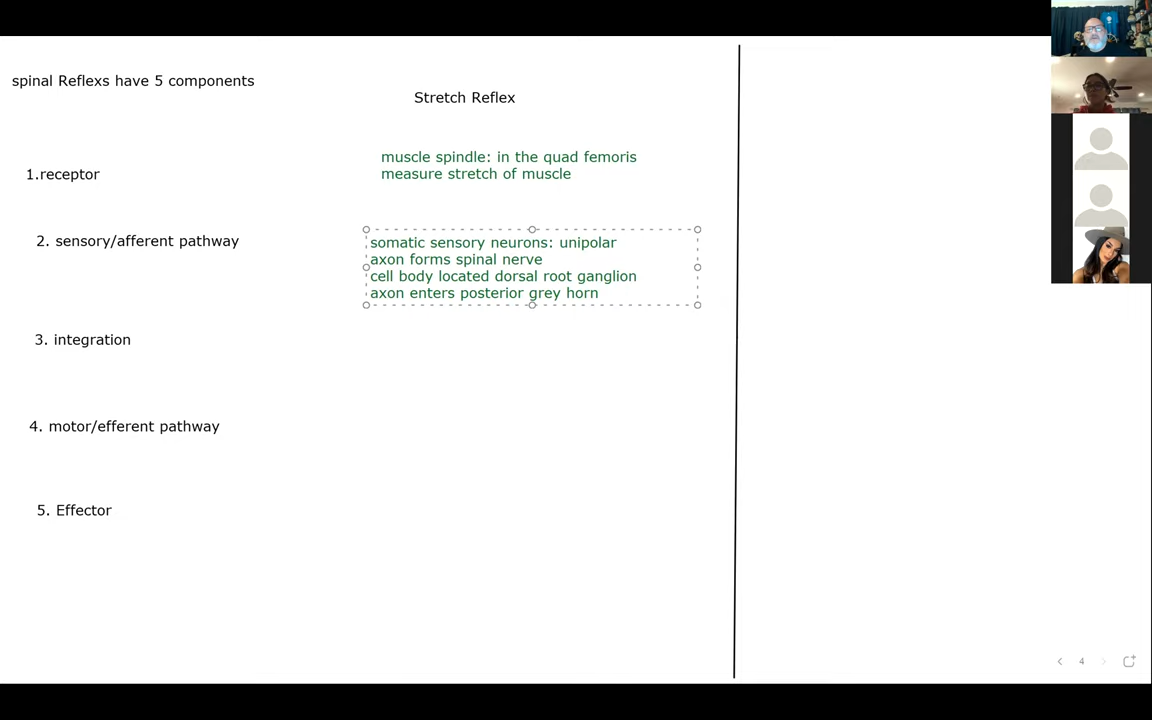 spinal Reflexs have 5 components
Stretch Reflex
muscle spindle: in the quad femoris
measure stretch of muscle
1.receptor
2. sensory/afferent pathway
somatic sensory neurons: unipolar
axon forms spinal nerve
cell body located dorsal root ganglion
axon enters posterior grey horn
3. integration
4. motor/efferent pathway
5. Effector
4